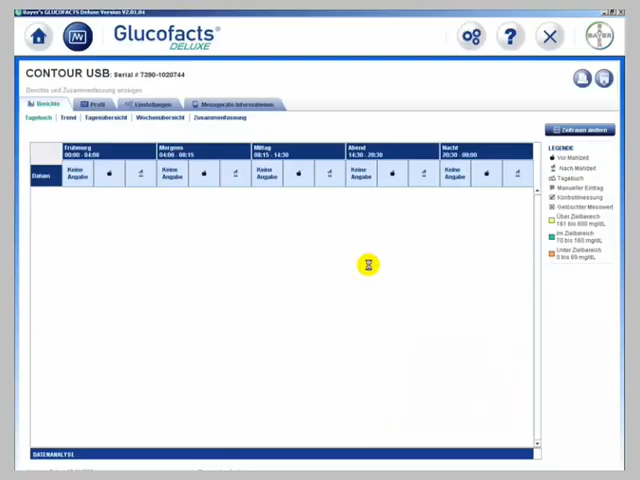 Bayer's GLUCOFACTS Deluxe Version V2.01.04
Glucofacts®
DELUXE
BAYER
CONTOUR USB: Serial # 7390-1020744
Berichte und Zusammenfassung anzeigen
Berichte Profil Einstellungen Messgeräts Informationen
Tagebuch Trend Tagesübersicht Wochenübersicht Zusammenfassung
Zeitraum ändern
Frühmorg Morgens Mittag Abend Nacht
00:00 - 04:00 04:00 - 08:15 08:15 - 14:30 14:30 - 20:30 20:30 - 00:00
Datum Keine Angabe Keine Angabe Keine Angabe Keine Angabe Keine Angabe
LEGENDE
Vor Mahlzeit
Nach Mahlzeit
Tagebuch
Manueller Eintrag
Kontrollmessung
Gelöschter Messwert
Über Zielbereich
161 bis 600 mg/dL
Im Zielbereich
70 bis 160 mg/dL
Unter Zielbereich
0 bis 69 mg/dL
DATENANALYSE